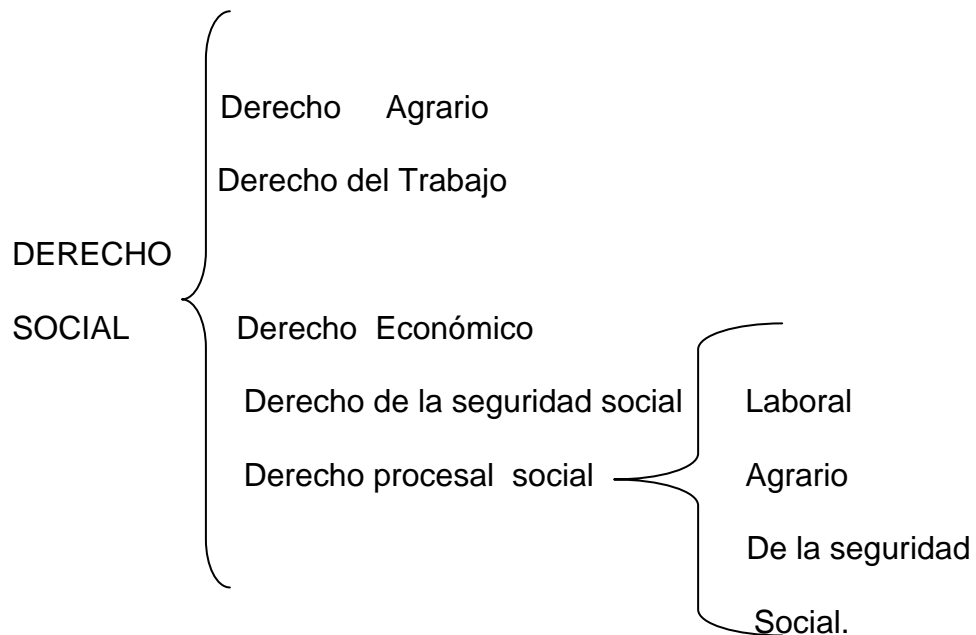 Derecho Agrario
Derecho del Trabajo
DERECHO
SOCIAL Derecho Económico
Derecho de la seguridad social Laboral
Derecho procesal social Agrario
De la seguridad
Social.